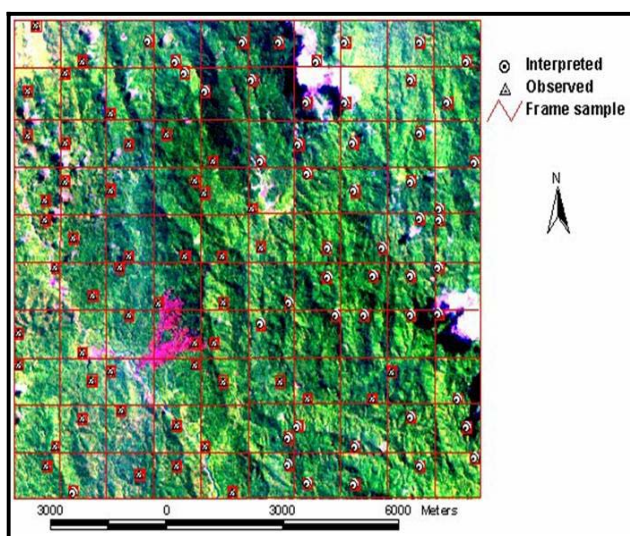 Interpreted
Observed
Frame sample
N
3000 0 3000 6000 Meters